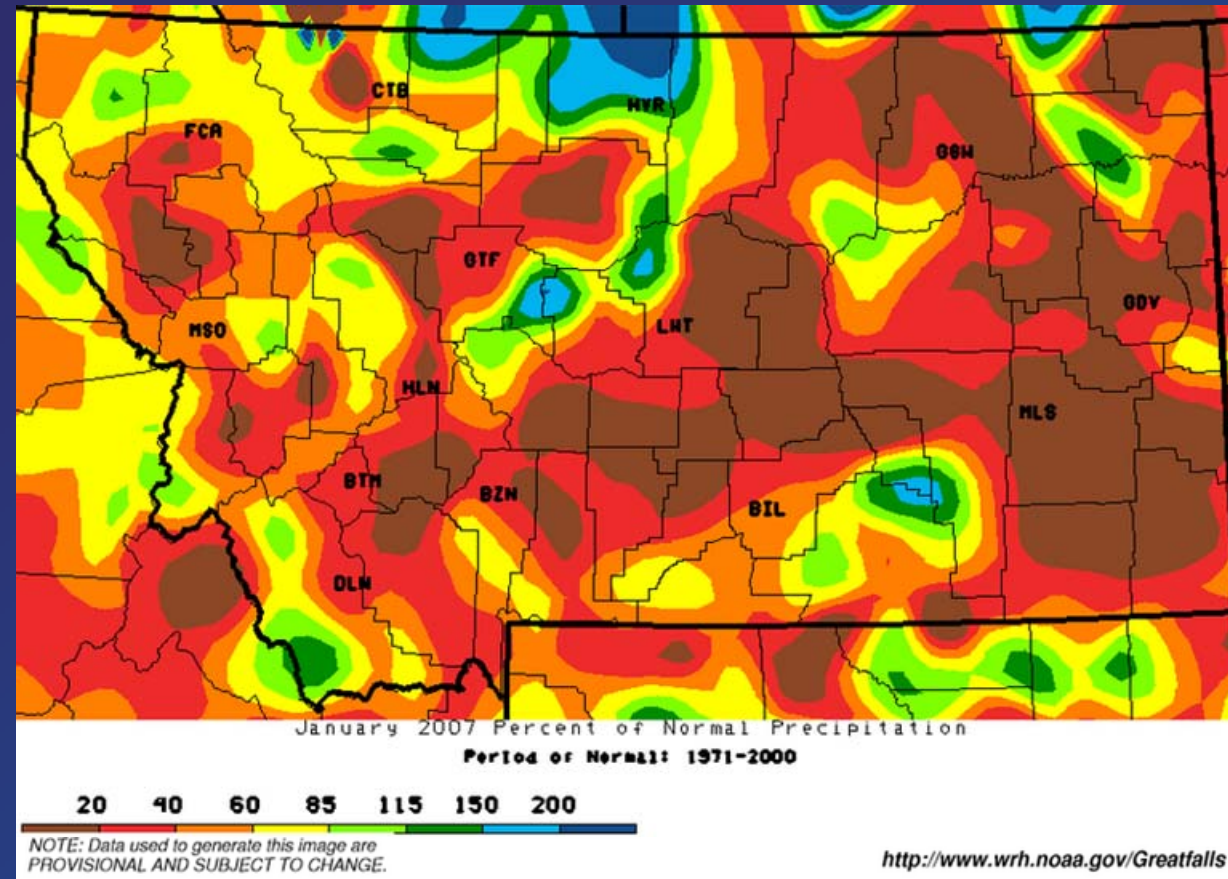 CTB
HVR
FCA
GGW
GTF
GDV
MSO
LWT
HLN
MLS
BTM
BZN
BIL
DLN
January 2007 Percent of Normal Precipitation
Period of Normal: 1971-2000
20 40 60 85 115 150 200
NOTE: Data used to generate this image are
PROVISIONAL AND SUBJECT TO CHANGE.
http://www.wrh.noaa.gov/Greatfalls